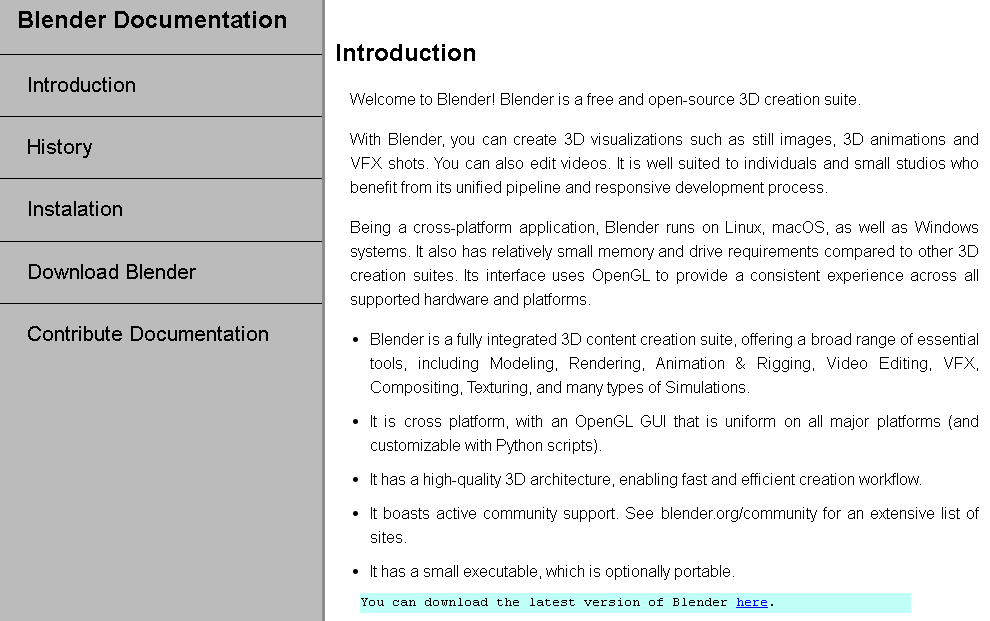 Blender Documentation
Introduction
History
Instalation
Download Blender
Contribute Documentation
Introduction
Welcome to Blender! Blender is a free and open-source 3D creation suite.
With Blender, you can create 3D visualizations such as still images, 3D animations and
VFX shots. You can also edit videos. It is well suited to individuals and small studios who
benefit from its unified pipeline and responsive development process.
Being a cross-platform application, Blender runs on Linux, macOS, as well as Windows
systems. It also has relatively small memory and drive requirements compared to other 3D
creation suites. Its interface uses OpenGL to provide a consistent experience across all
supported hardware and platforms.
• Blender is a fully integrated 3D content creation suite, offering a broad range of essential
tools, including Modeling, Rendering, Animation & Rigging, Video Editing, VFX,
Compositing, Texturing, and many types of Simulations.
• It is cross platform, with an OpenGL GUI that is uniform on all major platforms (and
customizable with Python scripts).
• It has a high-quality 3D architecture, enabling fast and efficient creation workflow.
• It boasts active community support. See blender.org/community for an extensive list of
sites.
• It has a small executable, which is optionally portable.
You can download the latest version of Blender here.